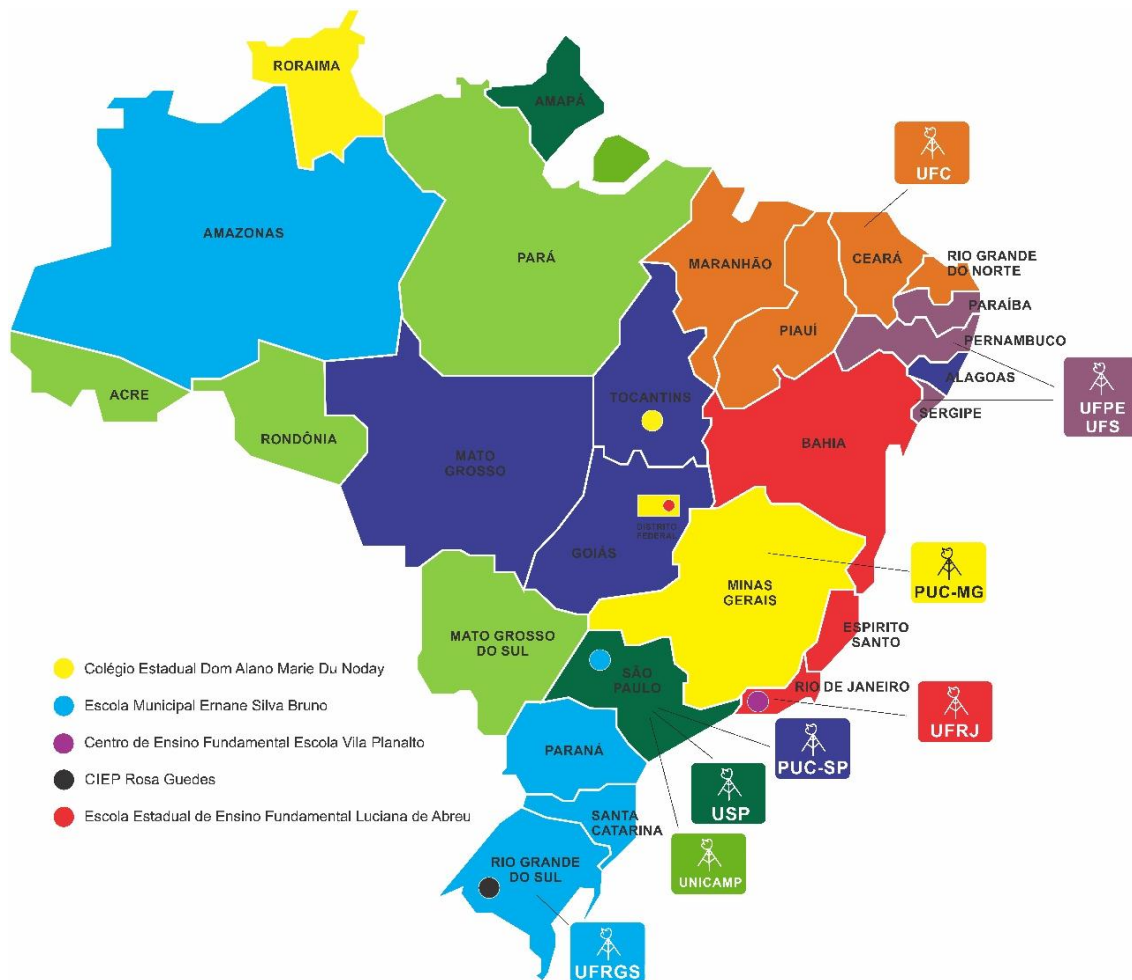 RORAIMA
AMAPÁ
UFC
AMAZONAS
PARÁ
MARANHÃO
CEARÁ
RIO GRANDE
DO NORTE
PARAÍBA
PIAUÍ
PERNAMBUCO
ACRE
TOCANTINS
ALAGOAS
UFPE
UFS
SERGIPE
RONDÔNIA
BAHIA
MATO
GROSSO
DISTRITO
FEDERAL
GOIÁS
PUC-MG
MINAS
GERAIS
ESPIRITO
SANTO
MATO GROSSO
DO SUL
SÃO
PAULO
RIO DE JANEIRO
UFRJ
Colégio Estadual Dom Alano Marie Du Noday
Escola Municipal Ernane Silva Bruno
Centro de Ensino Fundamental Escola Vila Planalto
CIEP Rosa Guedes
Escola Estadual de Ensino Fundamental Luciana de Abreu
PARANÁ
PUC-SP
USP
SANTA
CATARINA
RIO GRANDE
DO SUL
UNICAMP
UFRGS